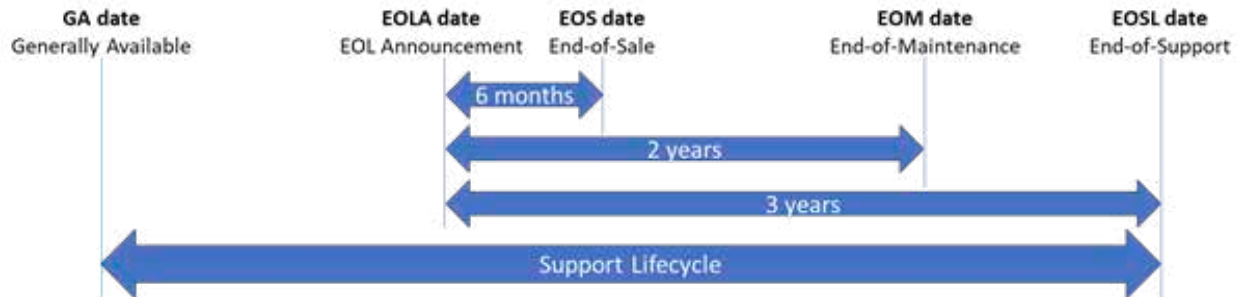 GA date
Generally Available
EOLA date
EOL Announcement
EOS date
End-of-Sale
EOM date
End-of-Maintenance
EOSL date
End-of-Support
6 months
2 years
3 years
Support Lifecycle